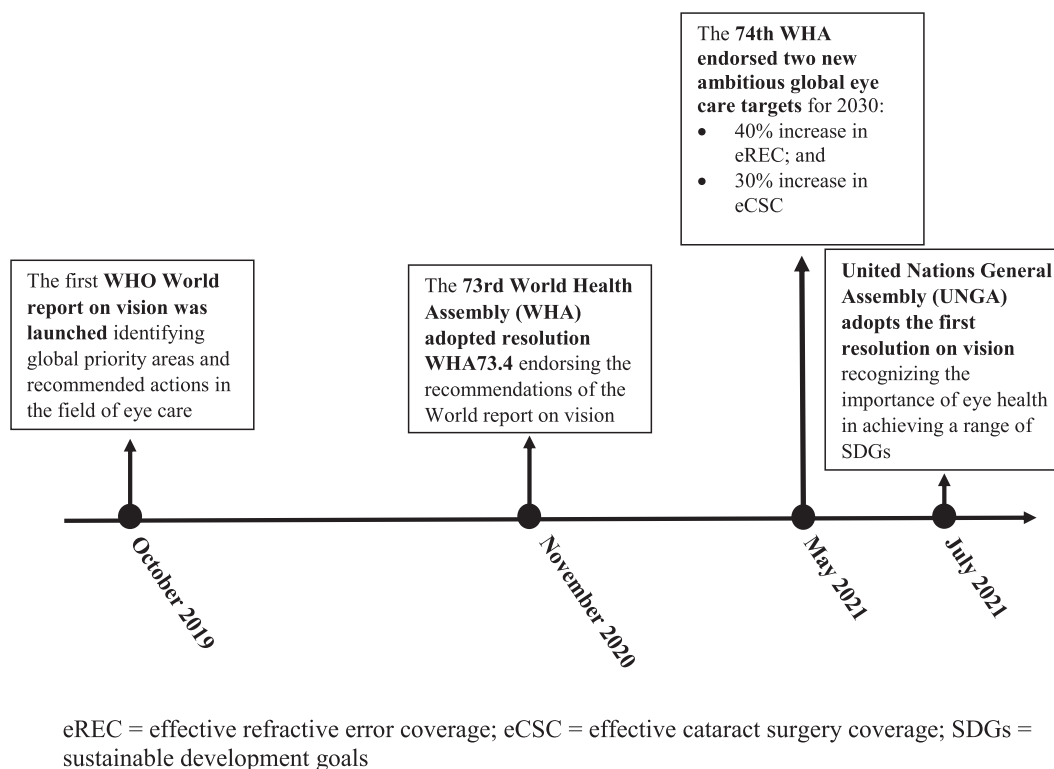 The first WHO World
report on vision was
launched identifying
global priority areas and
recommended actions in
the field of eye care
The 73rd World Health
Assembly (WHA)
adopted resolution
WHA73.4 endorsing the
recommendations of the
World report on vision
The 74th WHA
endorsed two new
ambitious global eye
care targets for 2030:
• 40% increase in
eREC; and
• 30% increase in
eCSC
United Nations General
Assembly (UNGA)
adopts the first
resolution on vision
recognizing the
importance of eye health
in achieving a range of
SDGs
October 2019
November 2020
May 2021
July 2021
eREC = effective refractive error coverage; eCSC = effective cataract surgery coverage; SDGs =
sustainable development goals